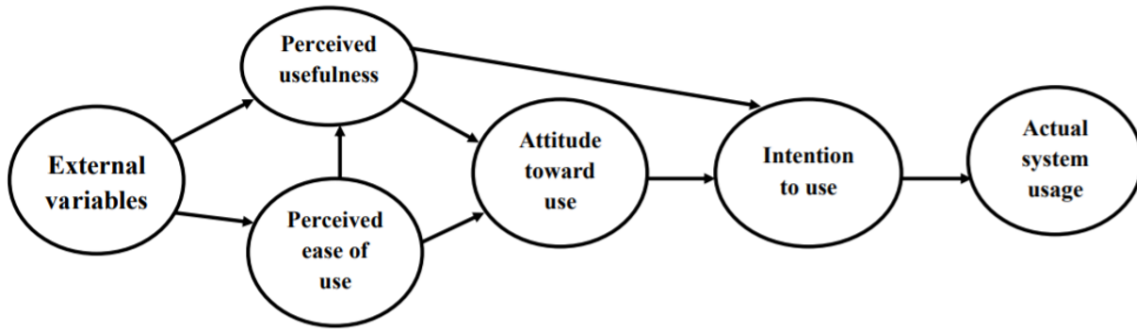 Perceived
usefulness
External
variables
Perceived
ease of
use
Attitude
toward
use
Intention
to use
Actual
system
usage